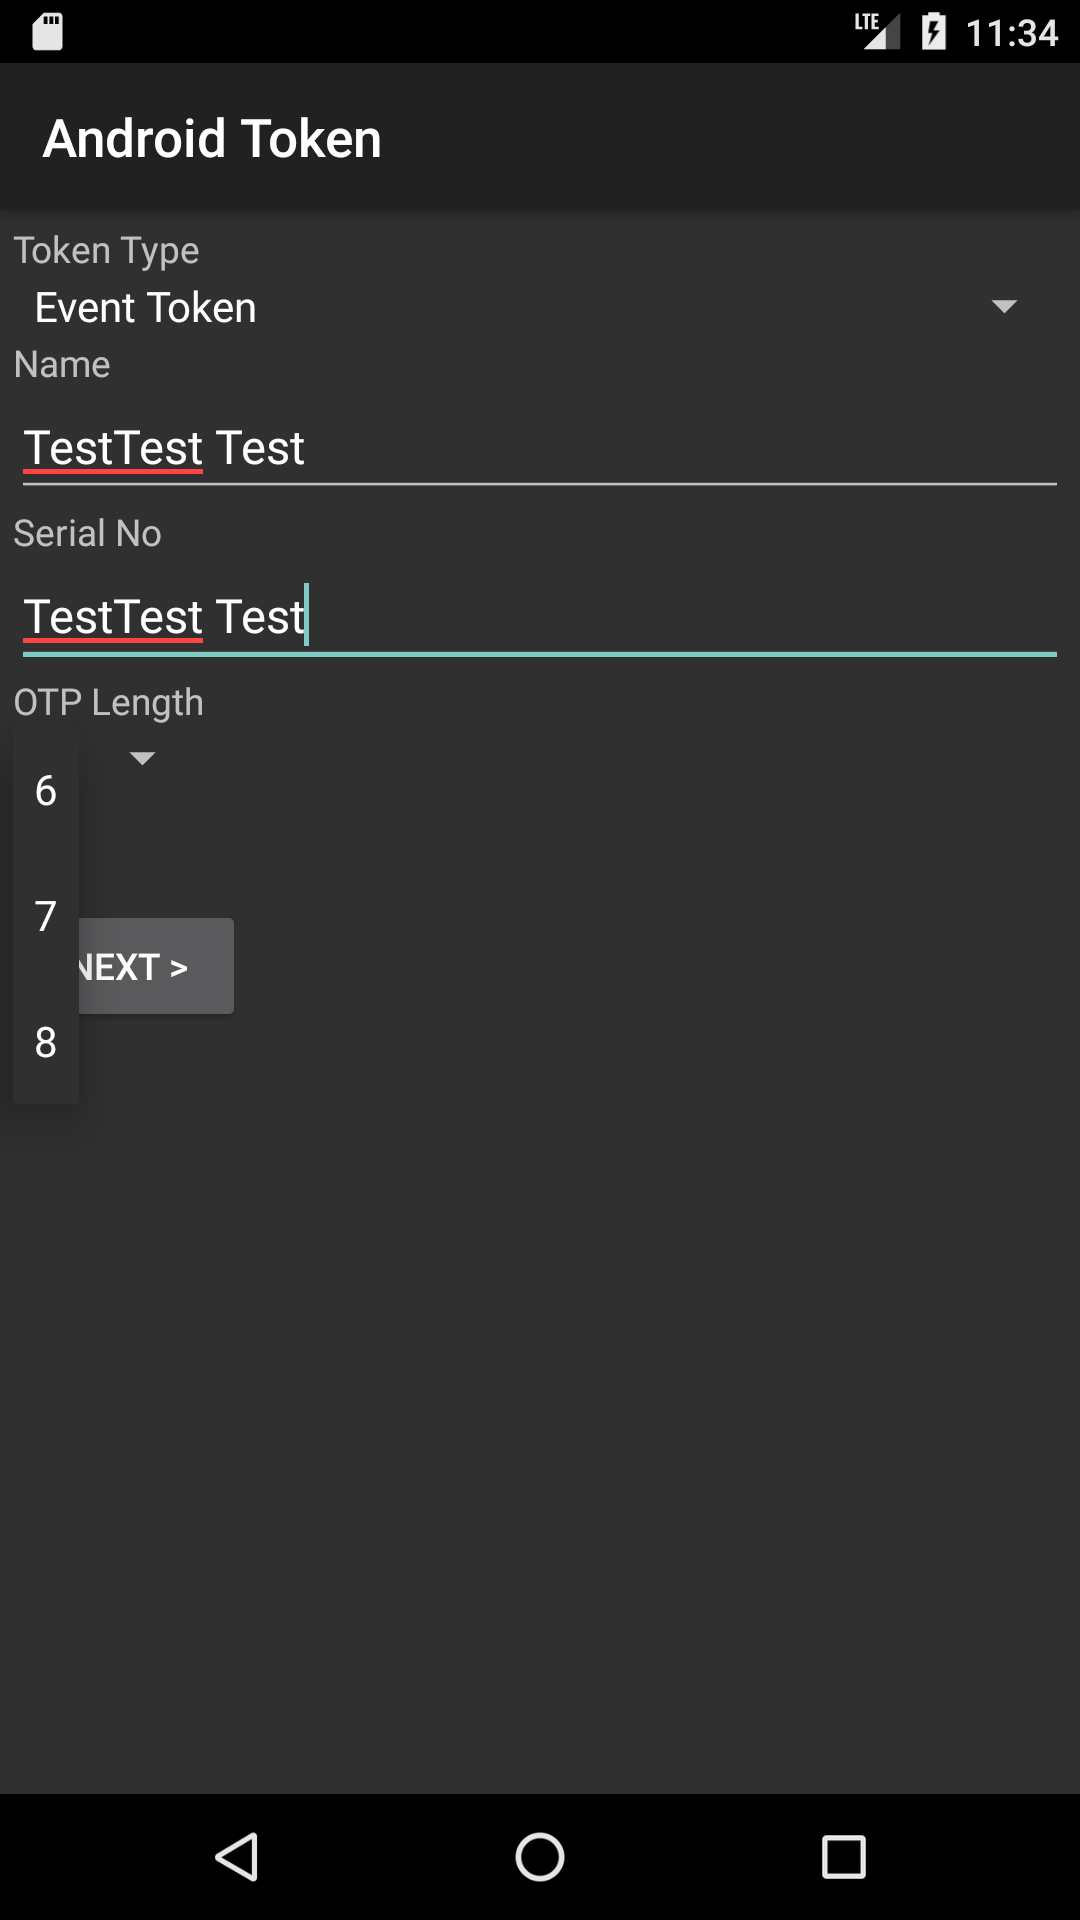 LTE 11:34
Android Token
Token Type
Event Token
Name
TestTest Test
Serial No
TestTest Test
OTP Length
6
7
NEXT >
8